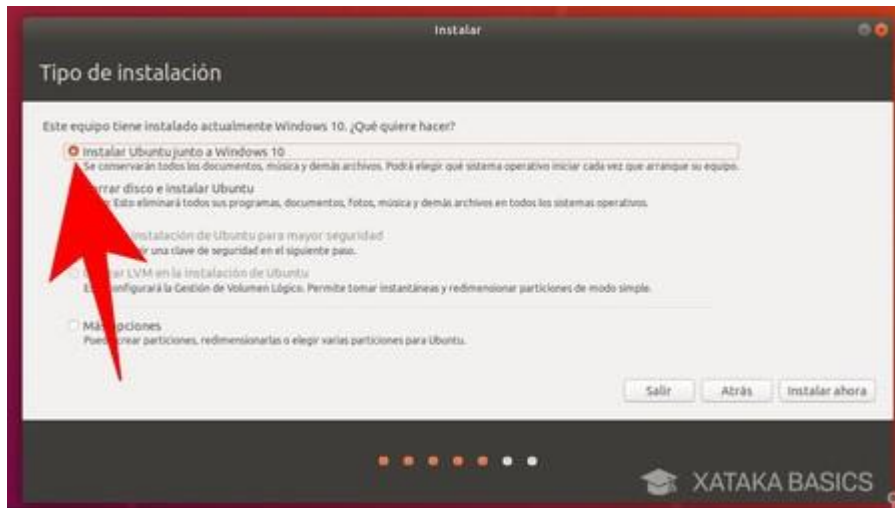 Instalar
Tipo de instalación
Este equipo tiene instalado actualmente Windows 10. ¿Qué quiere hacer?
Instalar Ubuntu junto a Windows 10
Se conservarán todos los documentos, música y demás archivos. Podrá elegir qué sistema operativo iniciar cada vez que arranque su equipo.
rrar disco e instalar Ubuntu
Esto eliminará todos sus programas, documentos, fotos, música y demás archivos en todos los sistemas operativos.
instalación de Ubuntu para mayor seguridad
una clave de seguridad en el siguiente paso.
LVM en la instalación de Ubuntu
configurará la Gestión de Volumen Lógico. Permite tomar instantáneas y redimensionar particiones de modo simple.
Más opciones
Puede crear particiones, redimensionarlas o elegir varias particiones para Ubuntu.
Salir Atrás Instalar ahora
XATAKA BASICS